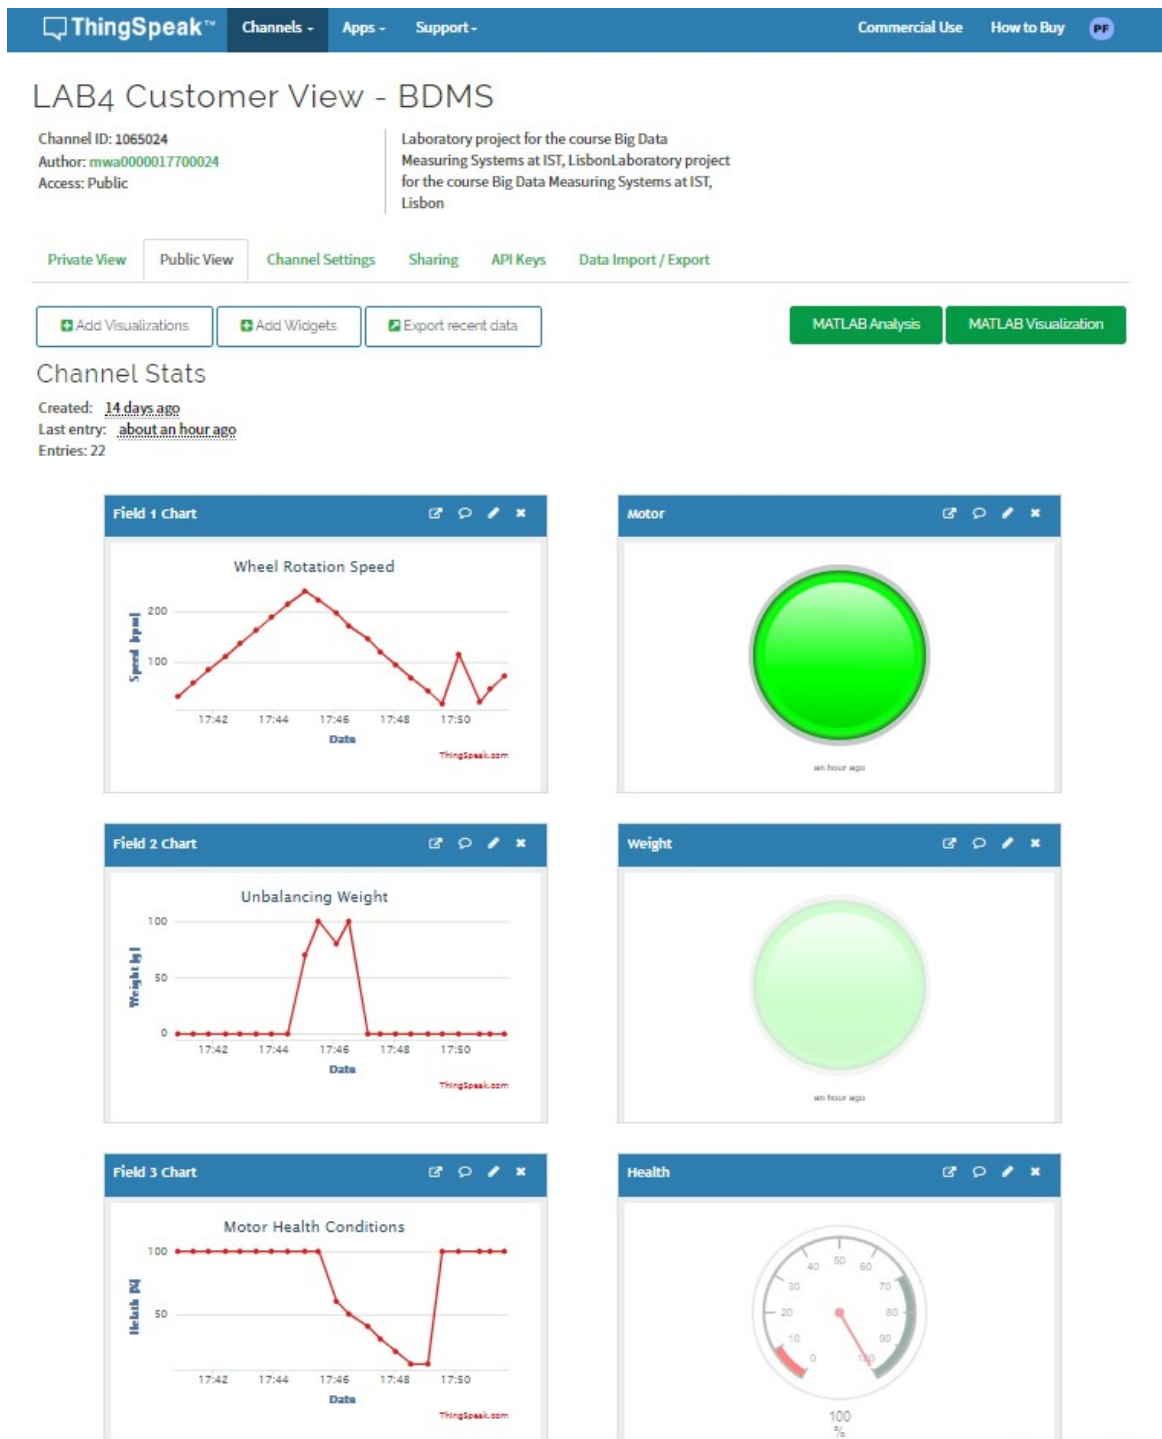 ThingSpeak™ Channels Apps Support Commercial Use How to Buy PF
LAB4 Customer View - BDMS
Channel ID: 1065024
Author: mwa0000017700024
Access: Public
Laboratory project for the course Big Data
Measuring Systems at IST, LisbonLaboratory project
for the course Big Data Measuring Systems at IST,
Lisbon
Private View Public View Channel Settings Sharing API Keys Data Import / Export
Add Visualizations Add Widgets Export recent data MATLAB Analysis MATLAB Visualization
Channel Stats
Created: 14 days ago
Last entry: about an hour ago
Entries: 22
Field 1 Chart
Wheel Rotation Speed
Speed [rpm]
200
100
17:42 17:44 17:46 17:48 17:50
Date
ThingSpeak.com
Motor
an hour ago
Field 2 Chart
Unbalancing Weight
Weight [g]
100
50
0
17:42 17:44 17:46 17:48 17:50
Date
ThingSpeak.com
Weight
an hour ago
Field 3 Chart
Motor Health Conditions
Helath [%]
100
50
17:42 17:44 17:46 17:48 17:50
Date
ThingSpeak.com
Health
0 10 20 30 40 50 60 70 80 90 100
100
%